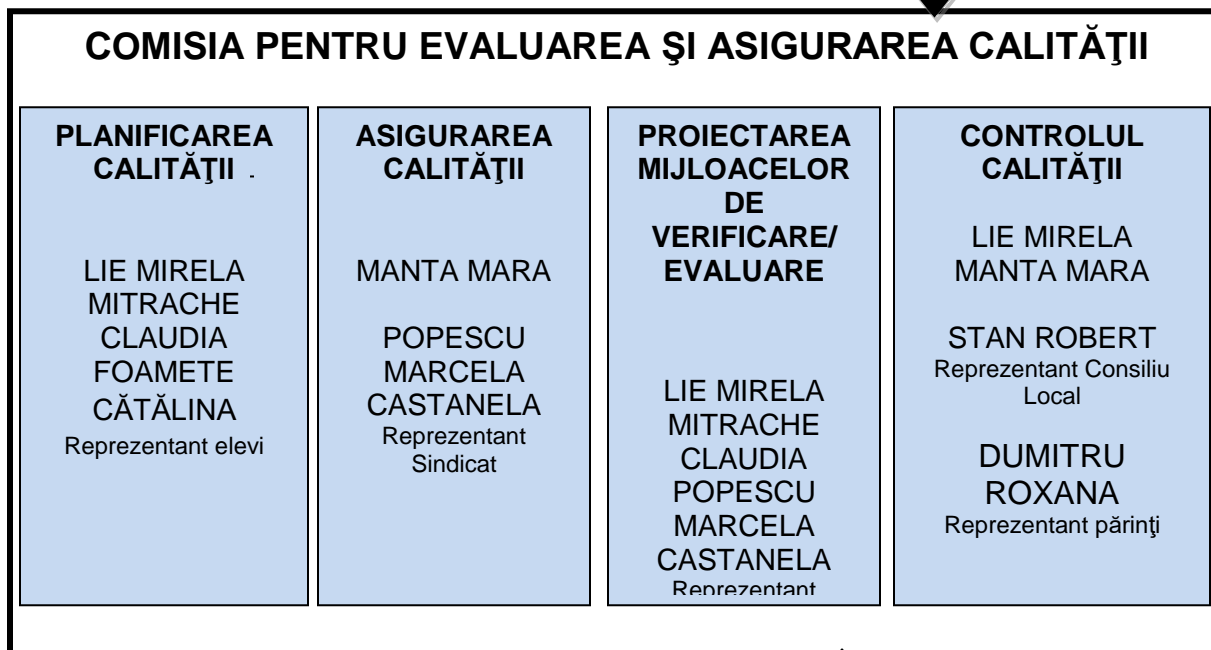 COMISIA PENTRU EVALUAREA ŞI ASIGURAREA CALITĂŢII
PLANIFICAREA
CALITĂŢII .
LIE MIRELA
MITRACHE
CLAUDIA
FOAMETE
CĂTĂLINA
Reprezentant elevi
ASIGURAREA
CALITĂŢII
MANTA MARA
POPESCU
MARCELA
CASTANELA
Reprezentant
Sindicat
PROIECTAREA
MIJLOACELOR
DE
VERIFICARE/
EVALUARE
LIE MIRELA
MITRACHE
CLAUDIA
POPESCU
MARCELA
CASTANELA
Reprezentant
CONTROLUL
CALITĂŢII
LIE MIRELA
MANTA MARA
STAN ROBERT
Reprezentant Consiliu
Local
DUMITRU
ROXANA
Reprezentant părinţi